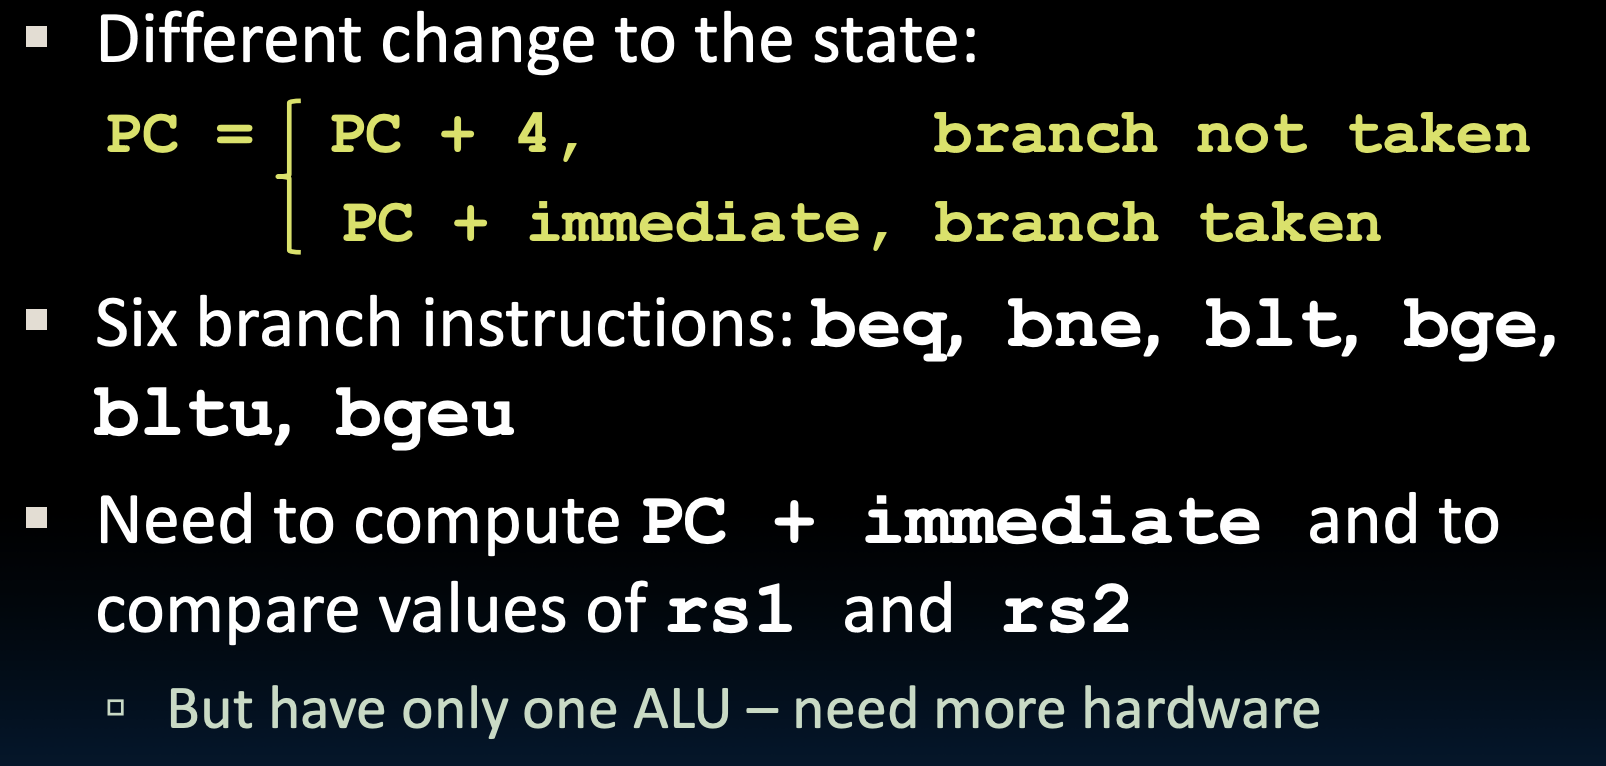 Different change to the state:
PC = PC + 4, branch not taken
PC + immediate, branch taken
Six branch instructions: beq, bne, blt, bge,
bltu, bgeu
Need to compute PC + immediate and to
compare values of rs1 and rs2
But have only one ALU – need more hardware